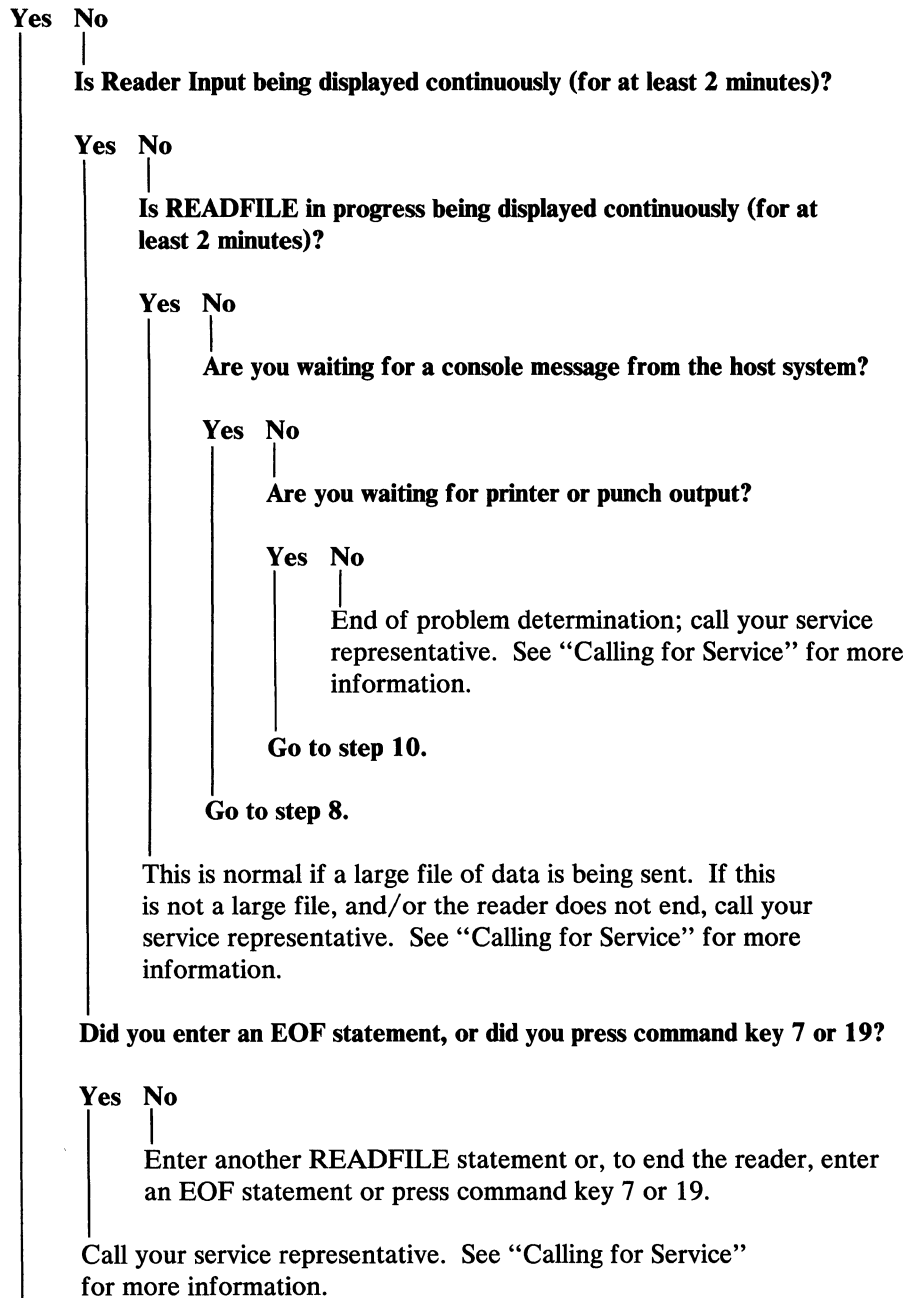 Yes No
Is Reader Input being displayed continuously (for at least 2 minutes)?
Yes No
Is READFILE in progress being displayed continuously (for at
least 2 minutes)?
Yes No
Are you waiting for a console message from the host system?
Yes No
Are you waiting for printer or punch output?
Yes No
End of problem determination; call your service
representative. See “Calling for Service” for more
information.
Go to step 10.
Go to step 8.
This is normal if a large file of data is being sent. If this
is not a large file, and/or the reader does not end, call your
service representative. See “Calling for Service” for more
information.
Did you enter an EOF statement, or did you press command key 7 or 19?
Yes No
Enter another READFILE statement or, to end the reader, enter
an EOF statement or press command key 7 or 19.
Call your service representative. See “Calling for Service”
for more information.